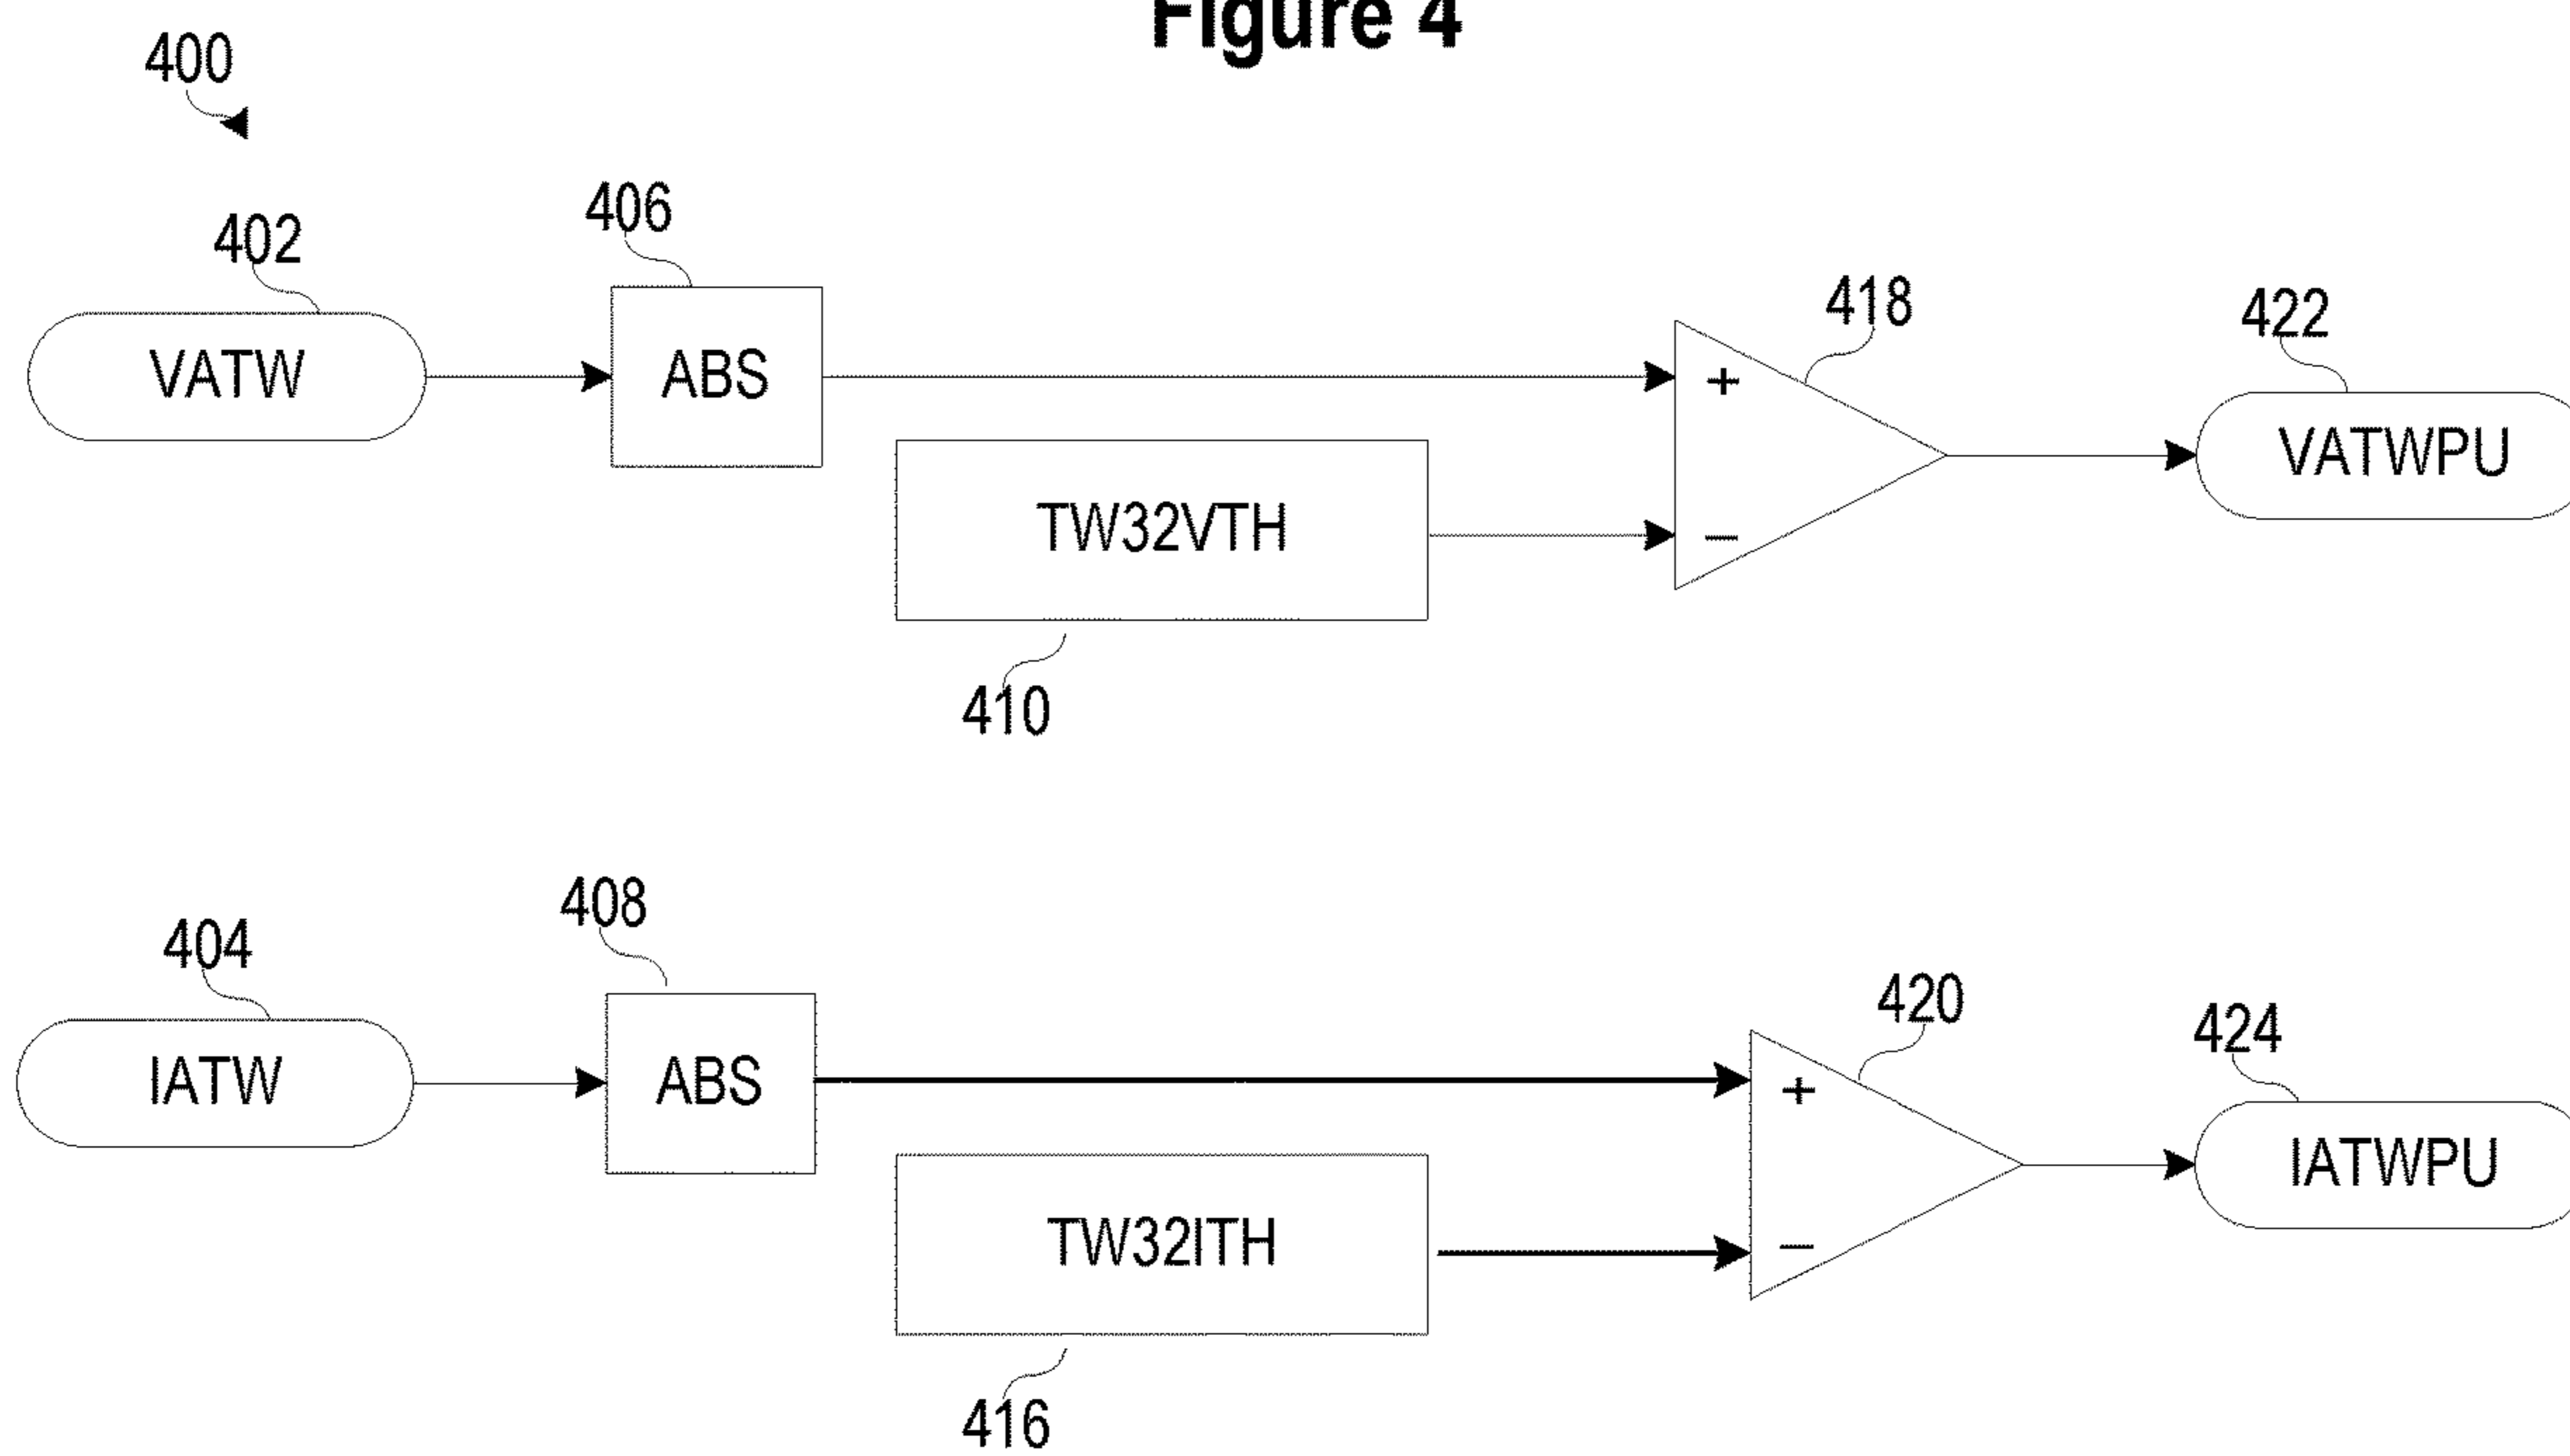 Figure 4
400
402
406
418
422
VATW
ABS
+
VATWPU
TW32VTH
–
410
404
408
420
424
IATW
ABS
+
IATWPU
TW32ITH
–
416